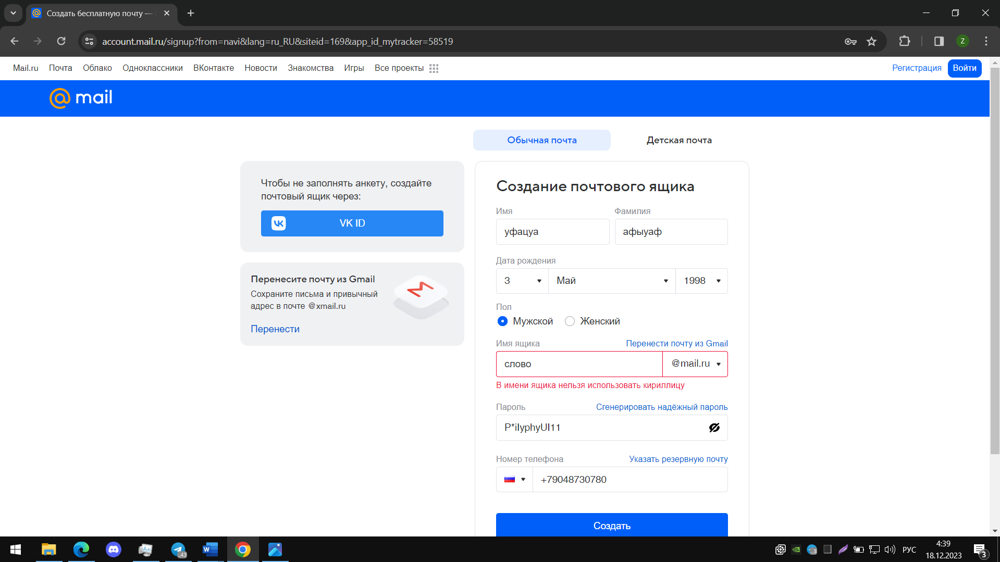 Создать бесплатную почту —
account.mail.ru/signup?from=navi&lang=ru_RU&siteid=169&app_id_mytracker=58519
Z
Mail.ru Почта Облако Одноклассники ВКонтакте Новости Знакомства Игры Все проекты
Регистрация Войти
@ mail
Обычная почта Детская почта
Чтобы не заполнять анкету, создайте
почтовый ящик через:
VK ID
Перенесите почту из Gmail
Сохраните письма и привычный
адрес в почте @xmail.ru
Перенести
Создание почтового ящика
Имя Фамилия
уфацуа афыуаф
Дата рождения
3 Май 1998
Пол
Мужской Женский
Имя ящика Перенести почту из Gmail
слово @mail.ru
В имени ящика нельзя использовать кириллицу
Пароль Сгенерировать надёжный пароль
P*iIyphyUI11
Номер телефона Указать резервную почту
+79048730780
Создать
43
РУС
4:39
18.12.2023
3